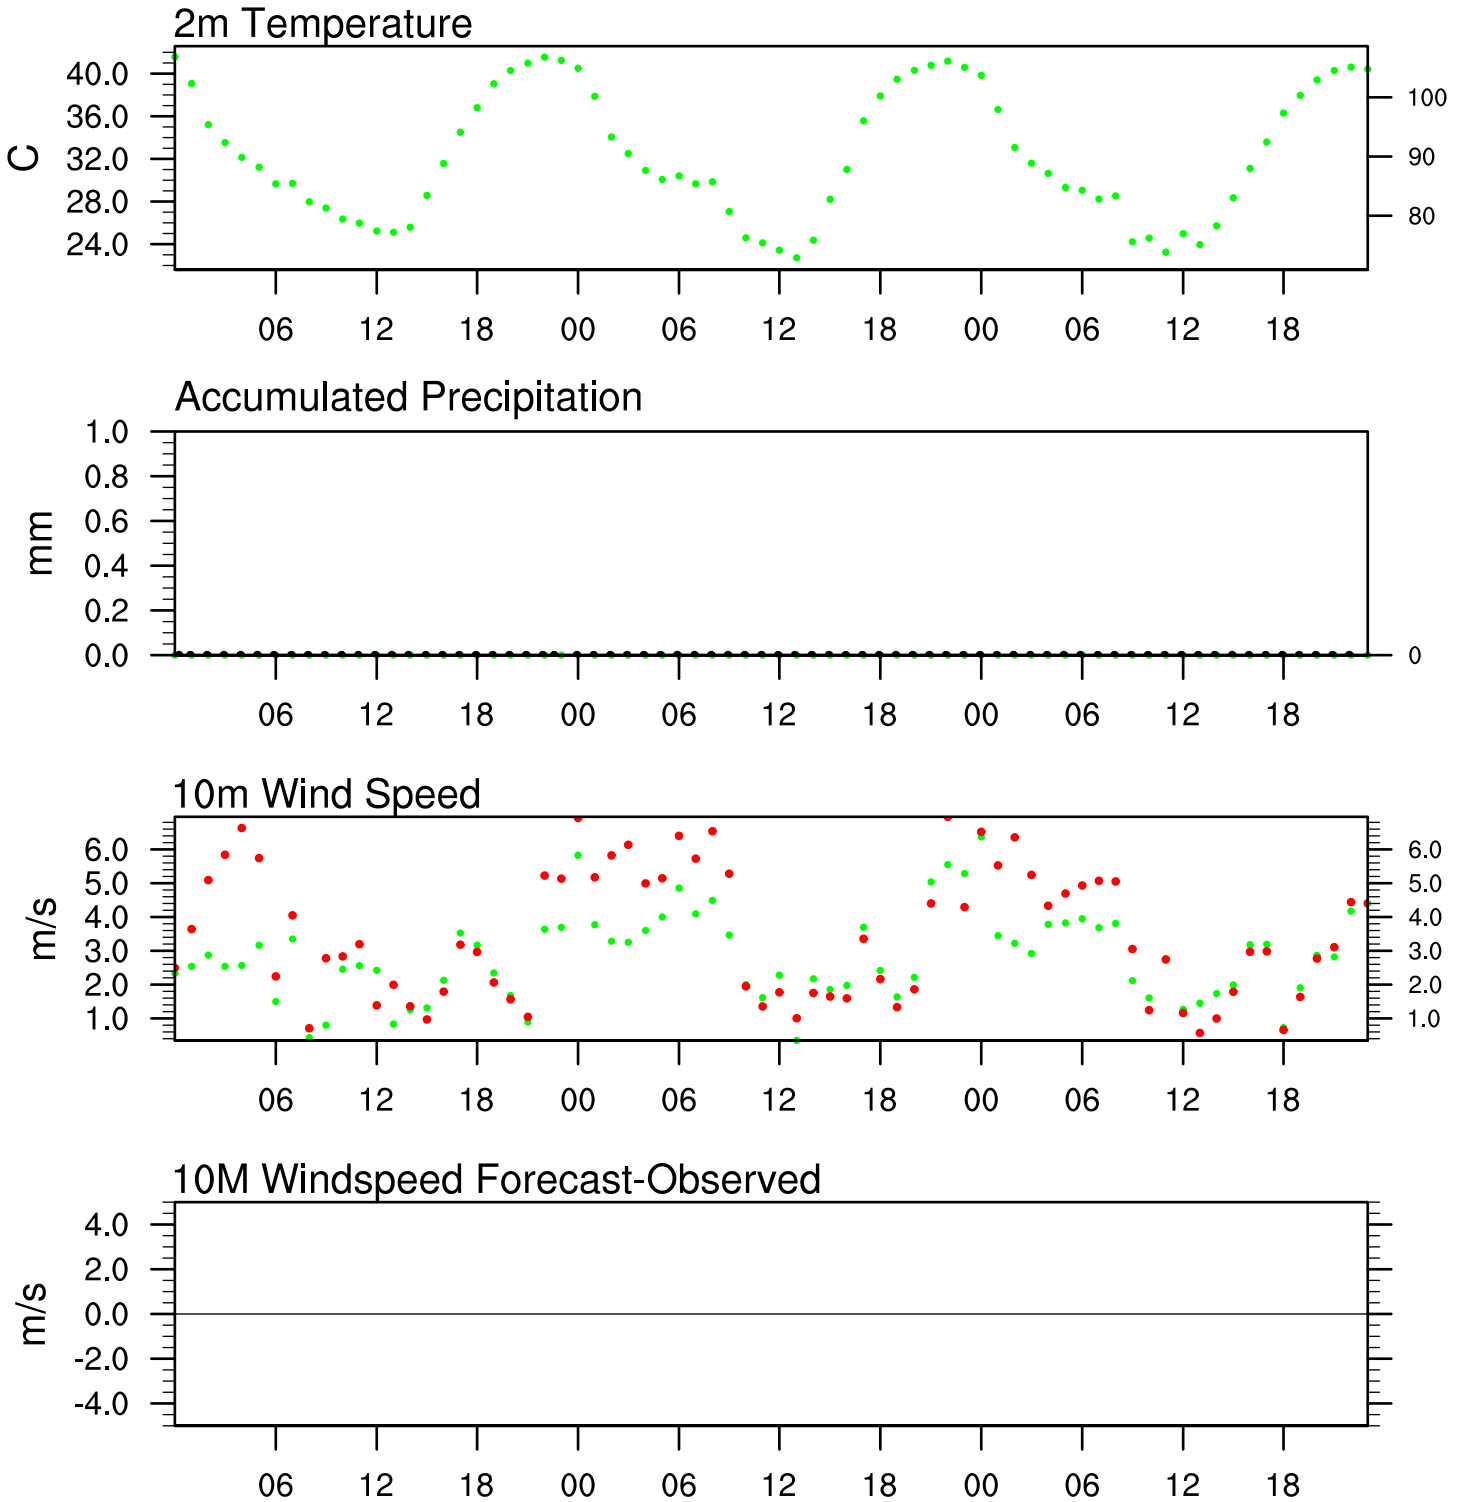 2m Temperature
40.0
36.0
32.0
28.0
24.0
C
100
90
80
06 12 18 00 06 12 18 00 06 12 18
Accumulated Precipitation
1.0
0.8
0.6
0.4
0.2
0.0
mm
0
06 12 18 00 06 12 18 00 06 12 18
10m Wind Speed
6.0
5.0
4.0
3.0
2.0
1.0
m/s
6.0
5.0
4.0
3.0
2.0
1.0
06 12 18 00 06 12 18 00 06 12 18
10M Windspeed Forecast-Observed
4.0
2.0
0.0
-2.0
-4.0
m/s
06 12 18 00 06 12 18 00 06 12 18